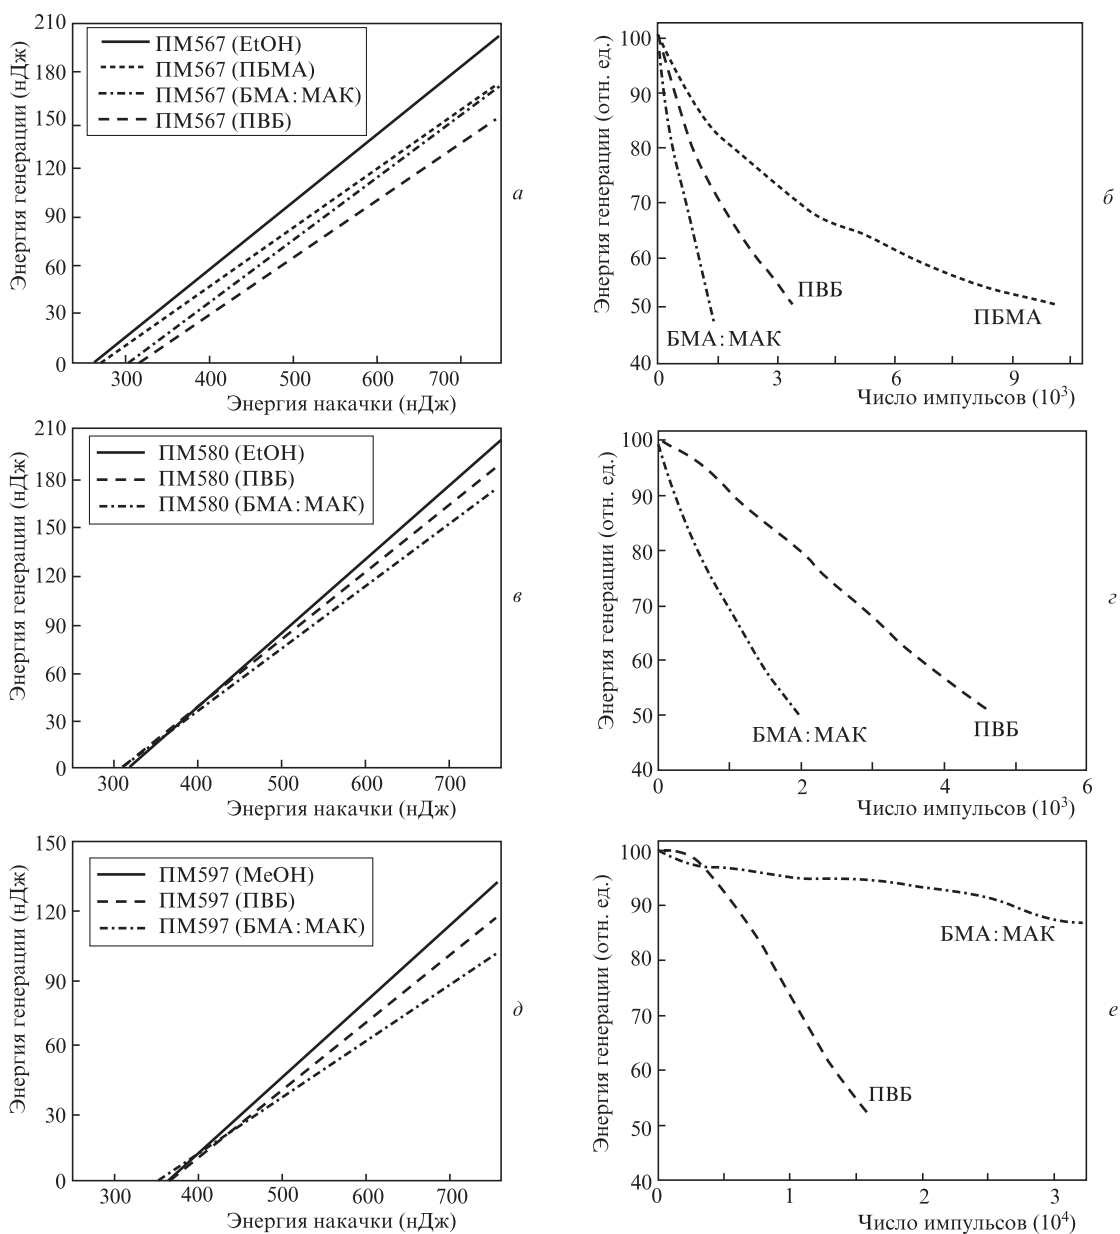 210
180
150
120
90
60
30
0
Энергия генерации (нДж)
ПМ567 (EtOH)
ПМ567 (ПБМА)
ПМ567 (БМА:МАК)
ПМ567 (ПВБ)
300 400 500 600 700
Энергия накачки (нДж)
а
100
90
80
70
60
50
40
Энергия генерации (отн. ед.)
ПВБ
ПБМА
БМА:МАК
0 3 6 9
Число импульсов (10³)
б
210
180
150
120
90
60
30
0
Энергия генерации (нДж)
ПМ580 (EtOH)
ПМ580 (ПВБ)
ПМ580 (БМА:МАК)
300 400 500 600 700
Энергия накачки (нДж)
в
100
90
80
70
60
50
40
Энергия генерации (отн. ед.)
БМА:МАК
ПВБ
0 2 4 6
Число импульсов (10³)
г
150
120
90
60
30
0
Энергия генерации (нДж)
ПМ597 (MeOH)
ПМ597 (ПВБ)
ПМ597 (БМА:МАК)
300 400 500 600 700
Энергия накачки (нДж)
д
100
90
80
70
60
50
40
Энергия генерации (отн. ед.)
БМА:МАК
ПВБ
0 1 2 3
Число импульсов (10⁴)
е